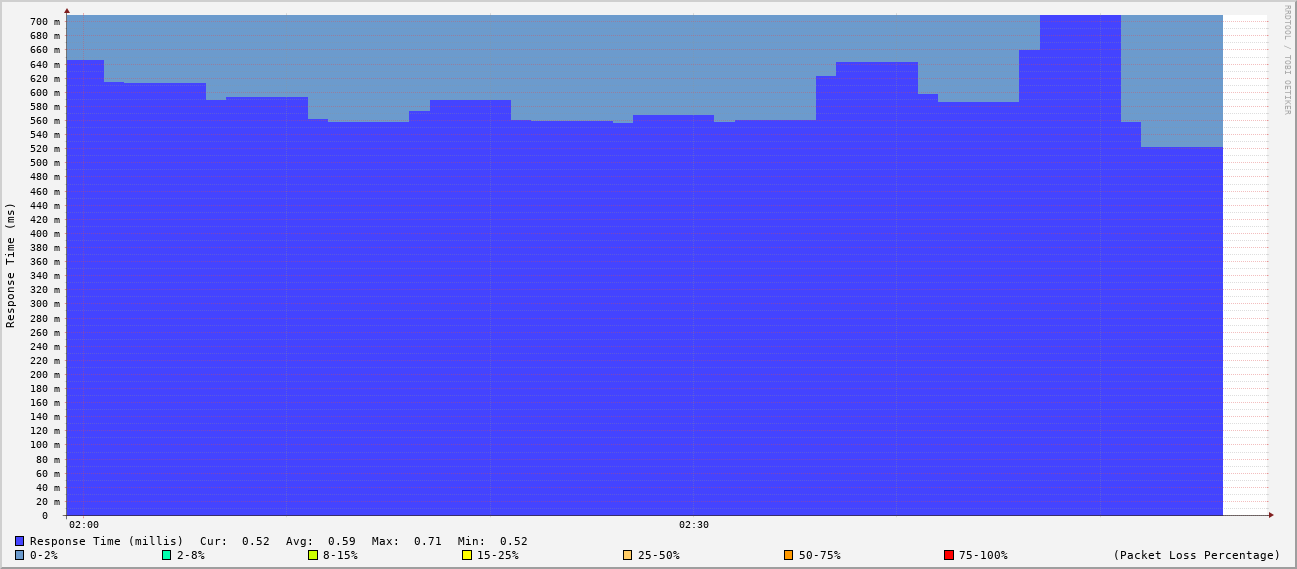 RRDTOOL / TOBI OETIKER
Response Time (ms)
700 m
680 m
660 m
640 m
620 m
600 m
580 m
560 m
540 m
520 m
500 m
480 m
460 m
440 m
420 m
400 m
380 m
360 m
340 m
320 m
300 m
280 m
260 m
240 m
220 m
200 m
180 m
160 m
140 m
120 m
100 m
80 m
60 m
40 m
20 m
0
02:00 02:30
Response Time (millis) Cur: 0.52 Avg: 0.59 Max: 0.71 Min: 0.52
0-2% 2-8% 8-15% 15-25% 25-50% 50-75% 75-100% (Packet Loss Percentage)